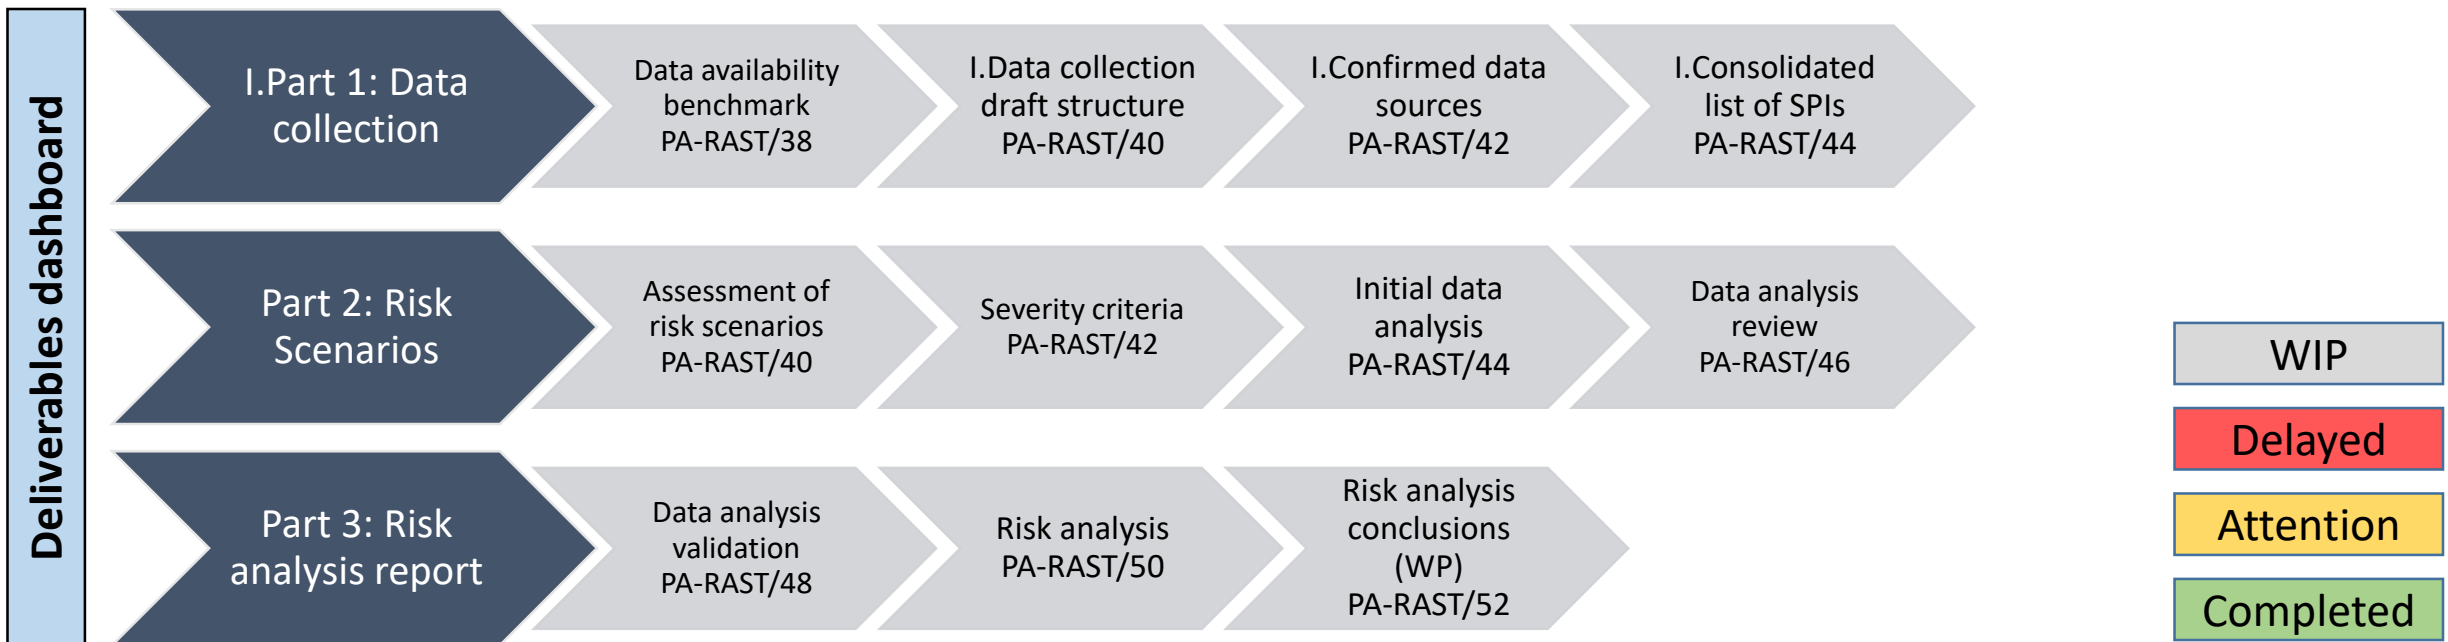 Deliverables dashboard
I.Part 1: Data
collection
Data availability
benchmark
PA-RAST/38
I.Data collection
draft structure
PA-RAST/40
I.Confirmed data
sources
PA-RAST/42
I.Consolidated
list of SPIs
PA-RAST/44
Part 2: Risk
Scenarios
Assessment of
risk scenarios
PA-RAST/40
Severity criteria
PA-RAST/42
Initial data
analysis
PA-RAST/44
Data analysis
review
PA-RAST/46
Part 3: Risk
analysis report
Data analysis
validation
PA-RAST/48
Risk analysis
PA-RAST/50
Risk analysis
conclusions
(WP)
PA-RAST/52
WIP
Delayed
Attention
Completed